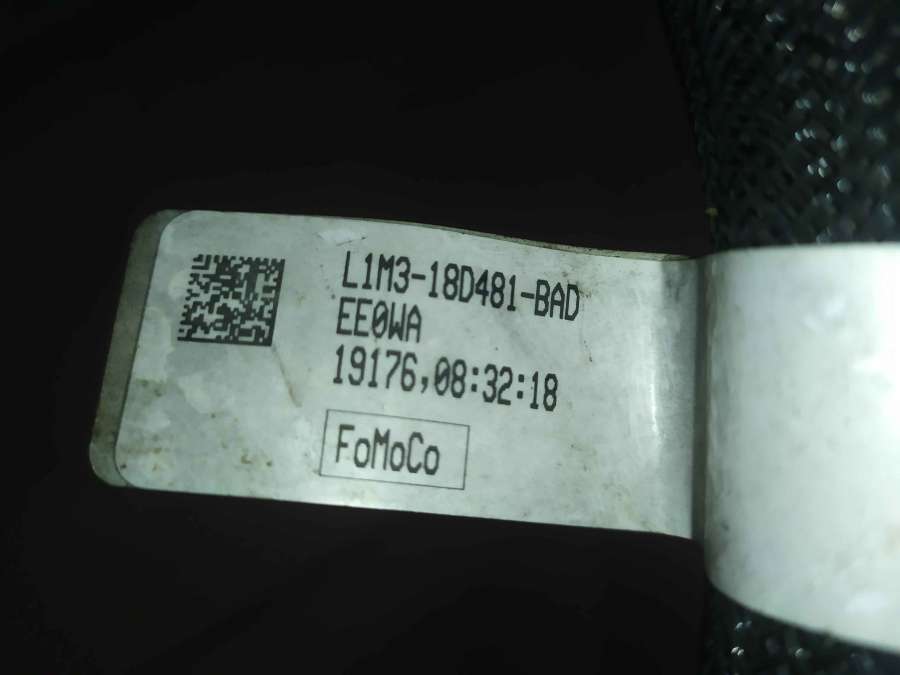 L1M3-18D481-BAD
EE0WA
19176,08:32:18
FoMoCo